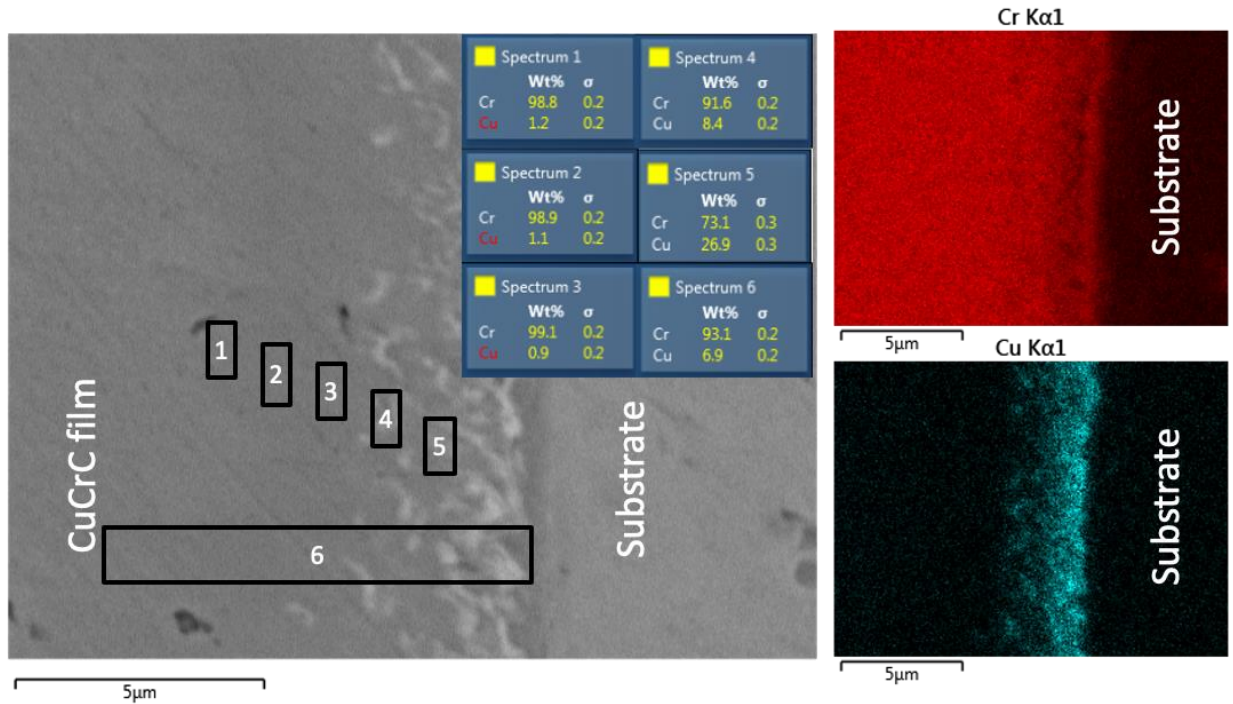 Spectrum 1
Wt% σ
Cr 98.8 0.2
Cu 1.2 0.2
Spectrum 4
Wt% σ
Cr 91.6 0.2
Cu 8.4 0.2
Spectrum 2
Wt% σ
Cr 98.9 0.2
Cu 1.1 0.2
Spectrum 5
Wt% σ
Cr 73.1 0.3
Cu 26.9 0.3
Spectrum 3
Wt% σ
Cr 99.1 0.2
Cu 0.9 0.2
Spectrum 6
Wt% σ
Cr 93.1 0.2
Cu 6.9 0.2
1
2
3
4
5
6
CuCrC film
Substrate
5µm
Cr Kα1
Substrate
5µm
Cu Kα1
Substrate
5µm